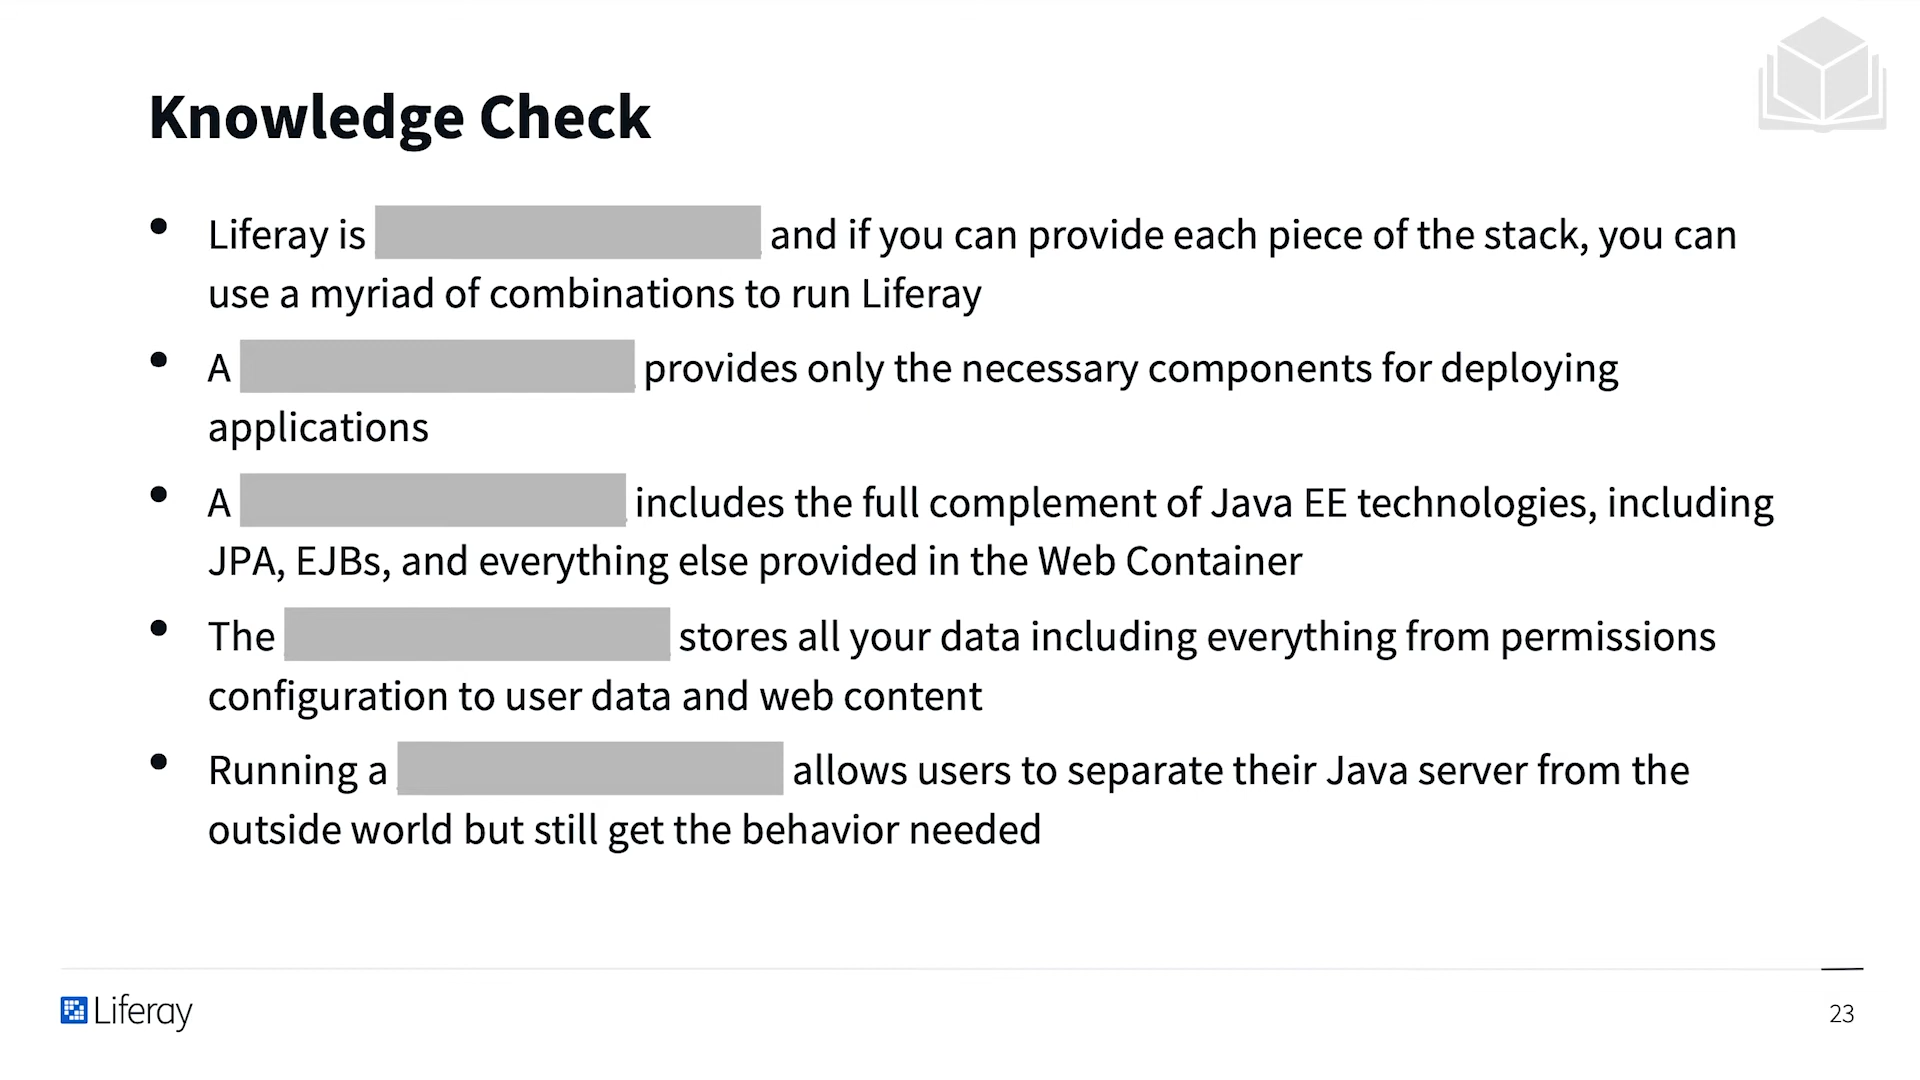 Knowledge Check
• Liferay is and if you can provide each piece of the stack, you can
use a myriad of combinations to run Liferay
• A provides only the necessary components for deploying
applications
• A includes the full complement of Java EE technologies, including
JPA, EJBs, and everything else provided in the Web Container
• The stores all your data including everything from permissions
configuration to user data and web content
• Running a allows users to separate their Java server from the
outside world but still get the behavior needed
Liferay
23